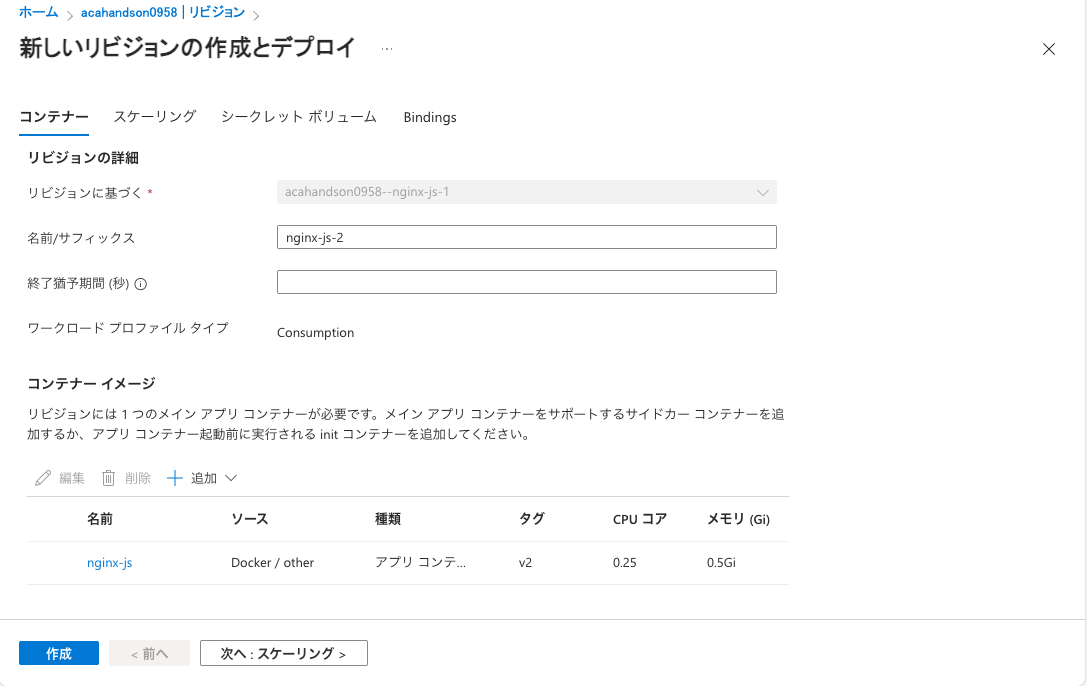 ホーム > acahandson0958 | リビジョン >
新しいリビジョンの作成とデプロイ ...
コンテナー スケーリング シークレット ボリューム Bindings
リビジョンの詳細
リビジョンに基づく * acahandson0958--nginx-js-1
名前/サフィックス nginx-js-2
終了猶予期間 (秒)
ワークロード プロファイル タイプ Consumption
コンテナー イメージ
リビジョンには 1 つのメイン アプリ コンテナーが必要です。メイン アプリ コンテナーをサポートするサイドカー コンテナーを追
加するか、アプリ コンテナー起動前に実行される init コンテナーを追加してください。
編集 削除 追加
名前 ソース 種類 タグ CPU コア メモリ (Gi)
nginx-js Docker / other アプリ コンテ... v2 0.25 0.5Gi
作成 < 前へ 次へ : スケーリング >